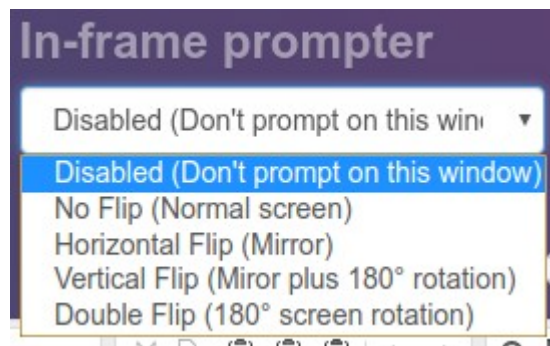 In-frame prompter
Disabled (Don't prompt on this win
Disabled (Don't prompt on this window)
No Flip (Normal screen)
Horizontal Flip (Mirror)
Vertical Flip (Miror plus 180° rotation)
Double Flip (180° screen rotation)